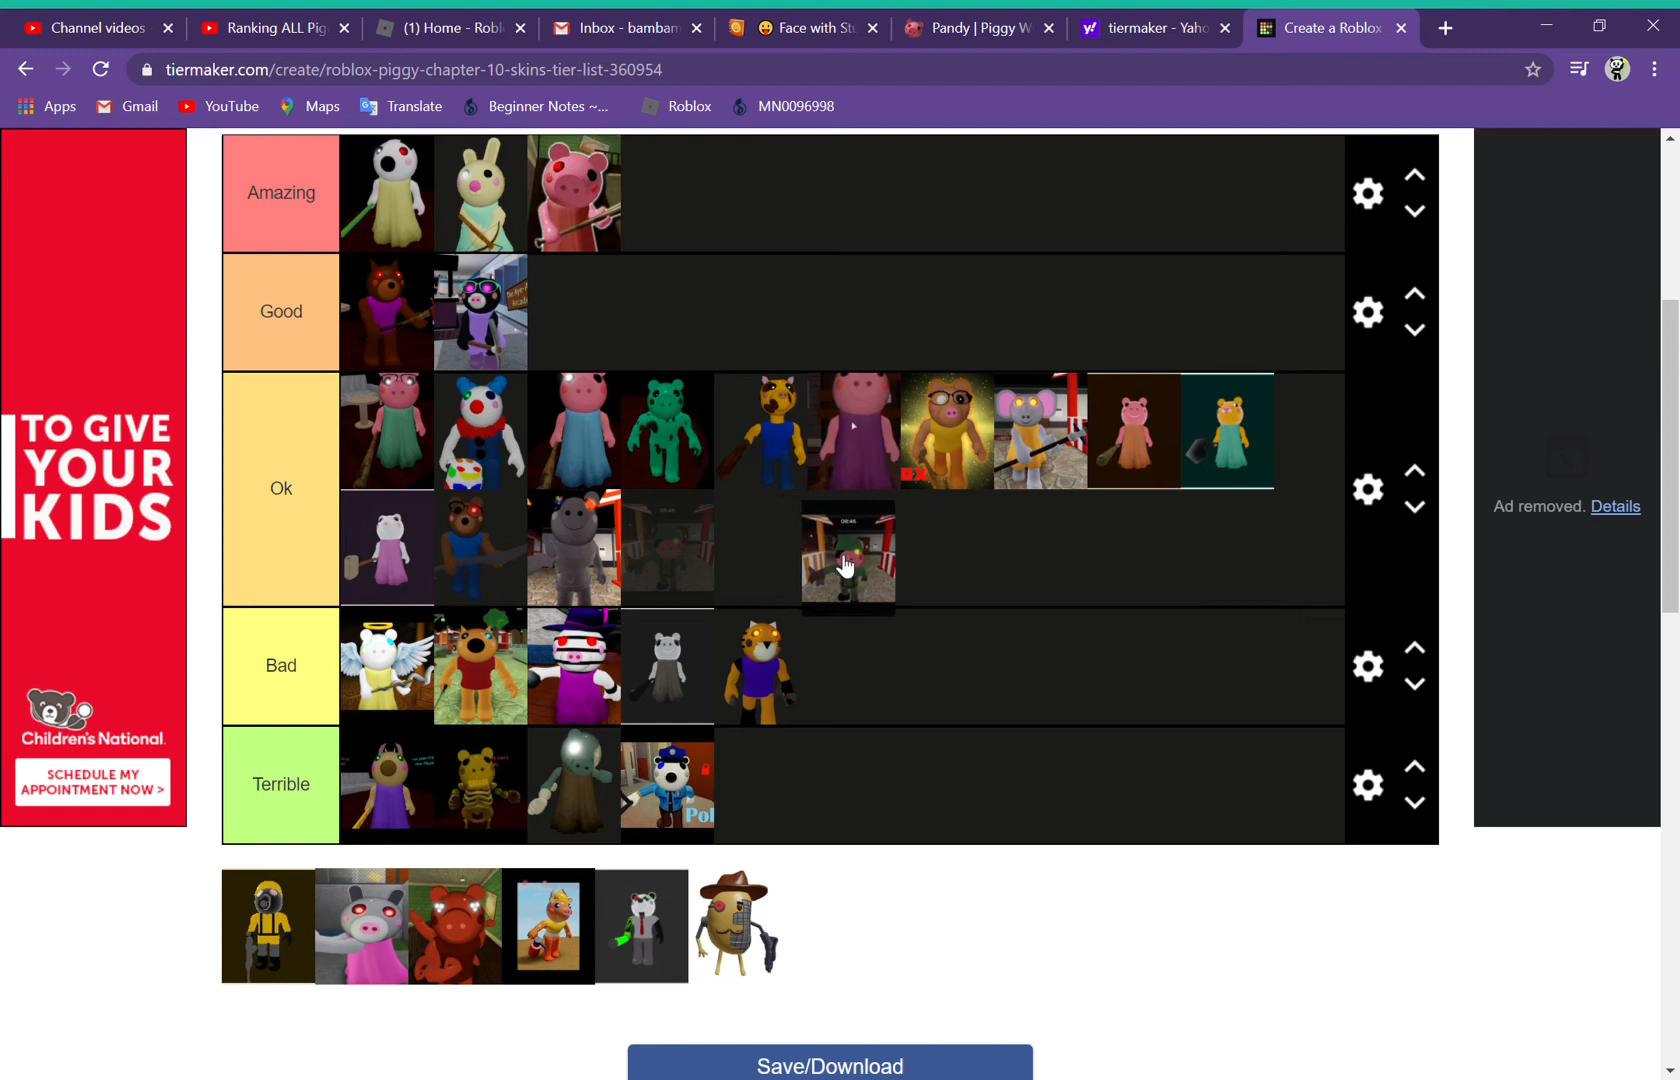 Channel videos
Ranking ALL Pig
(1) Home - Robl
Inbox - bambam
Face with St
Pandy | Piggy W
tiermaker - Yaho
Create a Roblox
tiermaker.com/create/roblox-piggy-chapter-10-skins-tier-list-360954
Apps
Gmail
YouTube
Maps
Translate
Beginner Notes ~...
Roblox
MN0096998
Amazing
Good
Ok
Bad
Terrible
08:46
Pol
TO GIVE
YOUR
KIDS
Children's National.
SCHEDULE MY
APPOINTMENT NOW >
Ad removed. Details
Save/Download